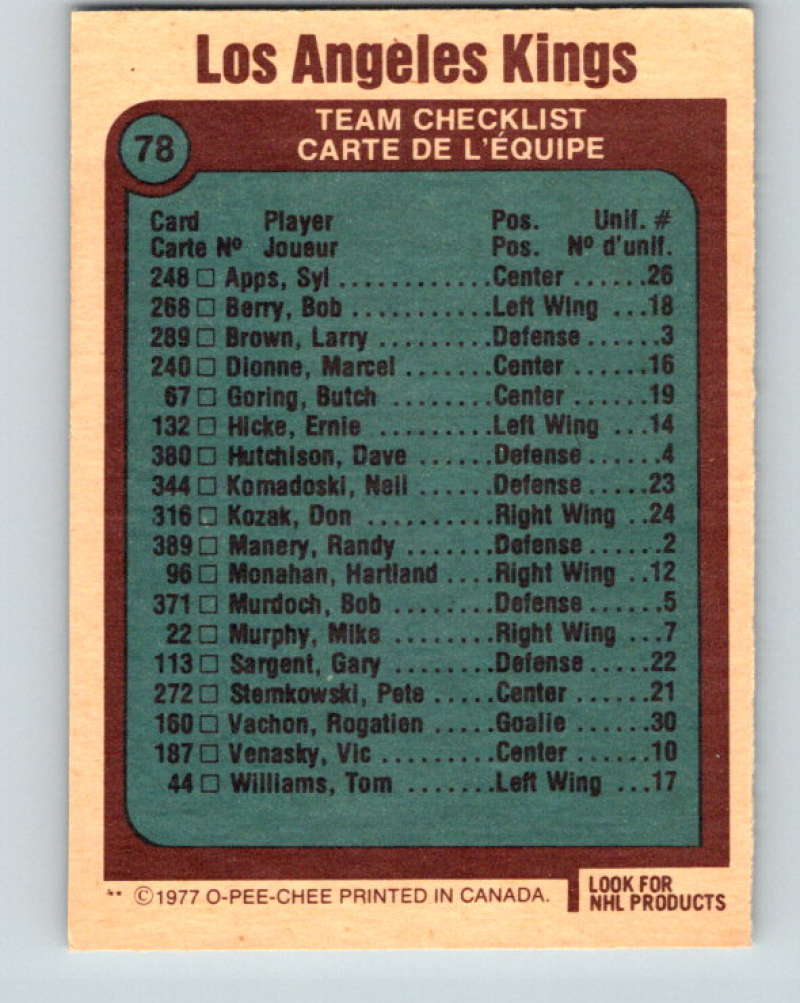 Los Angeles Kings
78
TEAM CHECKLIST
CARTE DE L'ÉQUIPE
Card Player Pos. Unif. #
Carte Nº Joueur Pos. Nº d'unif.
248 □ Apps, Syl ............Center ......26
268 □ Berry, Bob ...........Left Wing ...18
289 □ Brown, Larry .........Defense......3
240 □ Dionne, Marcel .......Center ......16
67 □ Goring, Butch ........Center ......19
132 □ Hicke, Ernie .........Left Wing ...14
380 □ Hutchison, Dave ......Defense......4
344 □ Komadoski, Neil ......Defense.....23
316 □ Kozak, Don ..........Right Wing ..24
389 □ Manery, Randy .......Defense......2
96 □ Monahan, Hartland ....Right Wing ..12
371 □ Murdoch, Bob ........Defense......5
22 □ Murphy, Mike ........Right Wing ...7
113 □ Sargent, Gary ........Defense.....22
272 □ Stemkowski, Pete .....Center ......21
160 □ Vachon, Rogatien .....Goalie ......30
187 □ Venasky, Vic .........Center ......10
44 □ Williams, Tom .......Left Wing ...17
** ©1977 O-PEE-CHEE PRINTED IN CANADA.
LOOK FOR
NHL PRODUCTS